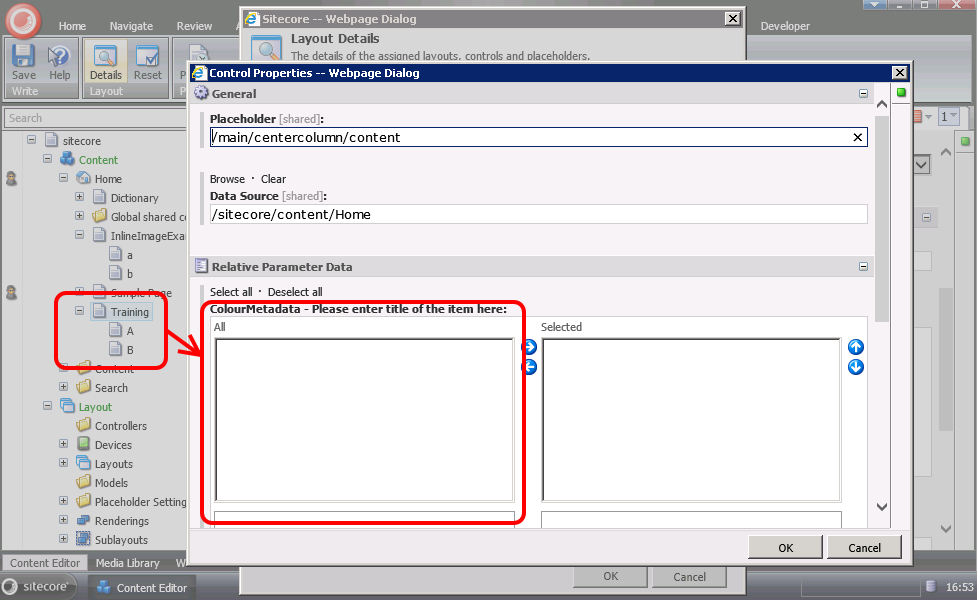 Sitecore -- Webpage Dialog
Home Navigate Review Developer
Layout Details
The details of the assigned layouts, controls and placeholders.
Save Help Details Reset
Write Layout
Control Properties -- Webpage Dialog
General
Placeholder [shared]:
/main/centercolumn/content
Browse · Clear
Data Source [shared]:
/sitecore/content/Home
Relative Parameter Data
Select all · Deselect all
ColourMetadata - Please enter title of the item here:
All Selected
OK Cancel
Search
1
sitecore
Content
Home
Dictionary
Global shared co
InlineImageExa
a
b
Sample Page
Training
A
B
Content
Search
Layout
Controllers
Devices
Layouts
Models
Placeholder Setting
Renderings
Sublayouts
Content Editor Media Library W
OK Cancel
sitecore Content Editor 16:53